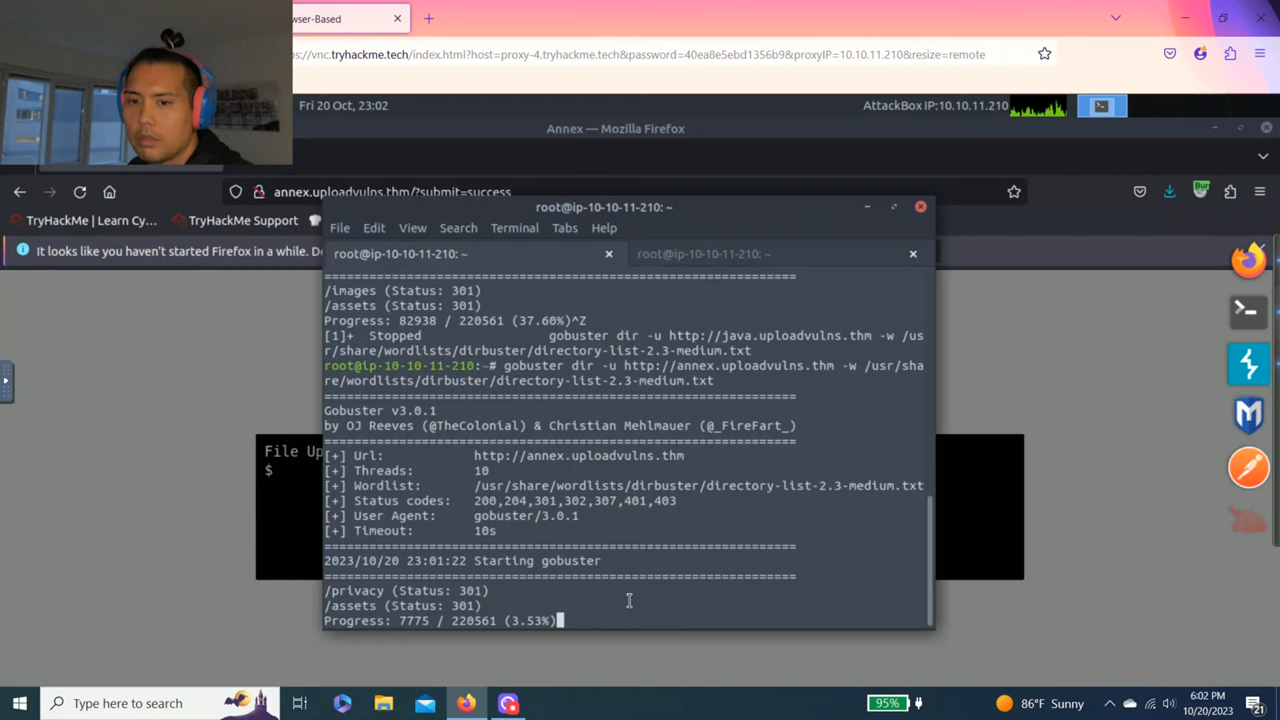 wser-Based
s://vnc.tryhackme.tech/index.html?host=proxy-4.tryhackme.tech&password=40ea8e5ebd1356b9&proxyIP=10.10.11.210&resize=remote
Fri 20 Oct, 23:02
AttackBox IP:10.10.11.210
Annex — Mozilla Firefox
annex.uploadvulns.thm/?submit=success
TryHackMe | Learn Cy…
TryHackMe Support
It looks like you haven't started Firefox in a while. Do
root@ip-10-10-11-210: ~
File Edit View Search Terminal Tabs Help
root@ip-10-10-11-210: ~
root@ip-10-10-11-210: ~
===============================================================
/images (Status: 301)
/assets (Status: 301)
Progress: 82938 / 220561 (37.60%)^Z
[1]+ Stopped gobuster dir -u http://java.uploadvulns.thm -w /us
r/share/wordlists/dirbuster/directory-list-2.3-medium.txt
root@ip-10-10-11-210:~# gobuster dir -u http://annex.uploadvulns.thm -w /usr/sha
re/wordlists/dirbuster/directory-list-2.3-medium.txt
===============================================================
Gobuster v3.0.1
by OJ Reeves (@TheColonial) & Christian Mehlmauer (@_FireFart_)
===============================================================
[+] Url: http://annex.uploadvulns.thm
[+] Threads: 10
[+] Wordlist: /usr/share/wordlists/dirbuster/directory-list-2.3-medium.txt
[+] Status codes: 200,204,301,302,307,401,403
[+] User Agent: gobuster/3.0.1
[+] Timeout: 10s
===============================================================
2023/10/20 23:01:22 Starting gobuster
===============================================================
/privacy (Status: 301)
/assets (Status: 301)
Progress: 7775 / 220561 (3.53%)
File Up
$
Type here to search
95%
86°F Sunny
6:02 PM
10/20/2023
21